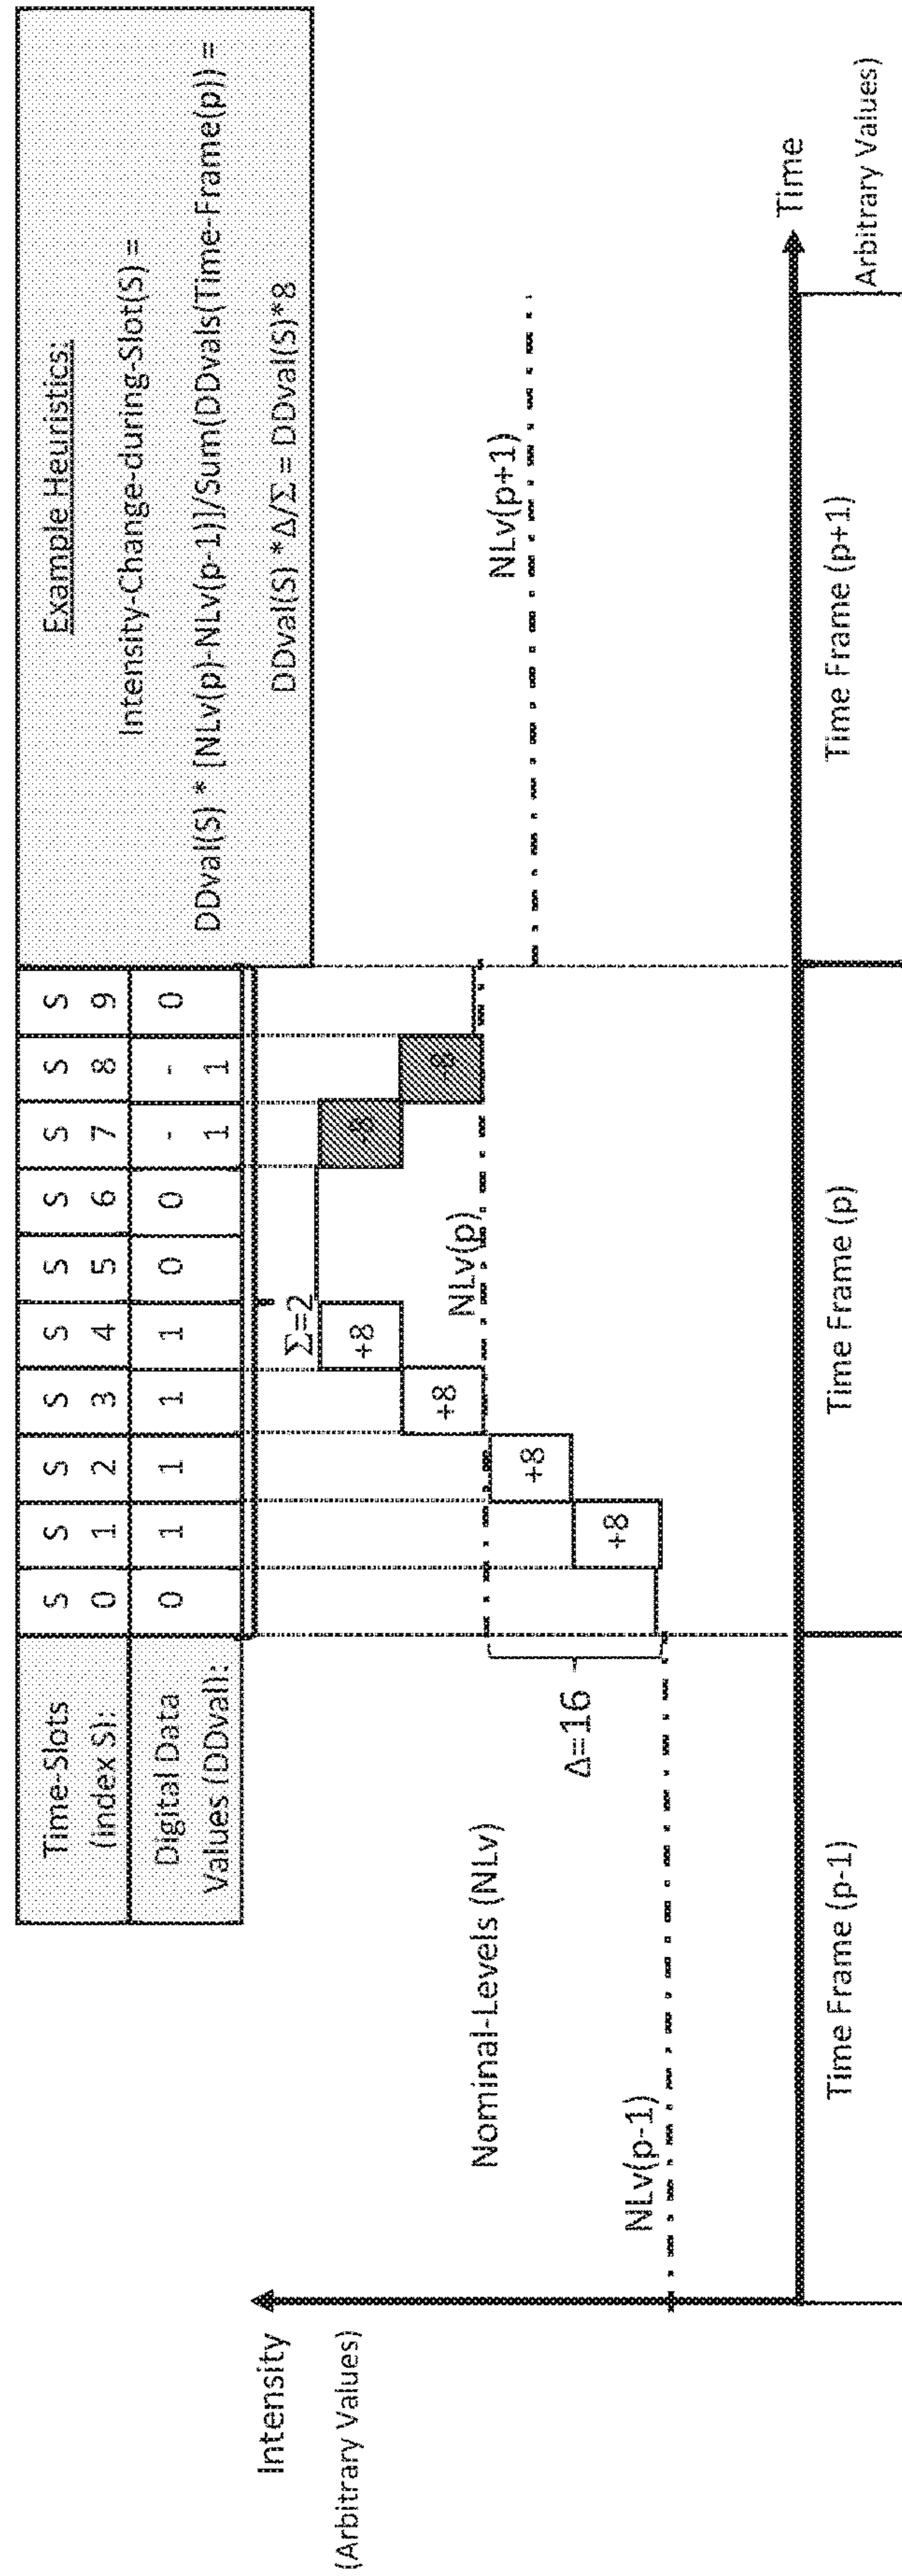 Time-Slots
(index S):
S S S S S S S S S S
0 1 2 3 4 5 6 7 8 9
Digital Data
Values (DDval):
0 1 1 1 1 0 0 - - 0
1 1
Example Heuristics:
Intensity-Change-during-Slot(S) =
DDval(S) * [NLv(p)-NLv(p-1)]/Sum(DDvals(Time-Frame(p)) =
DDval(S) *Δ/Σ = DDval(S)*8
Intensity
(Arbitrary Values)
Σ=2
+8
-8
+8
-8
Nominal-Levels (NLv)
NLv(p)
NLv(p+1)
+8
Δ=16
+8
NLv(p-1)
Time
Time Frame (p-1)
Time Frame (p)
Time Frame (p+1)
Arbitrary Values)